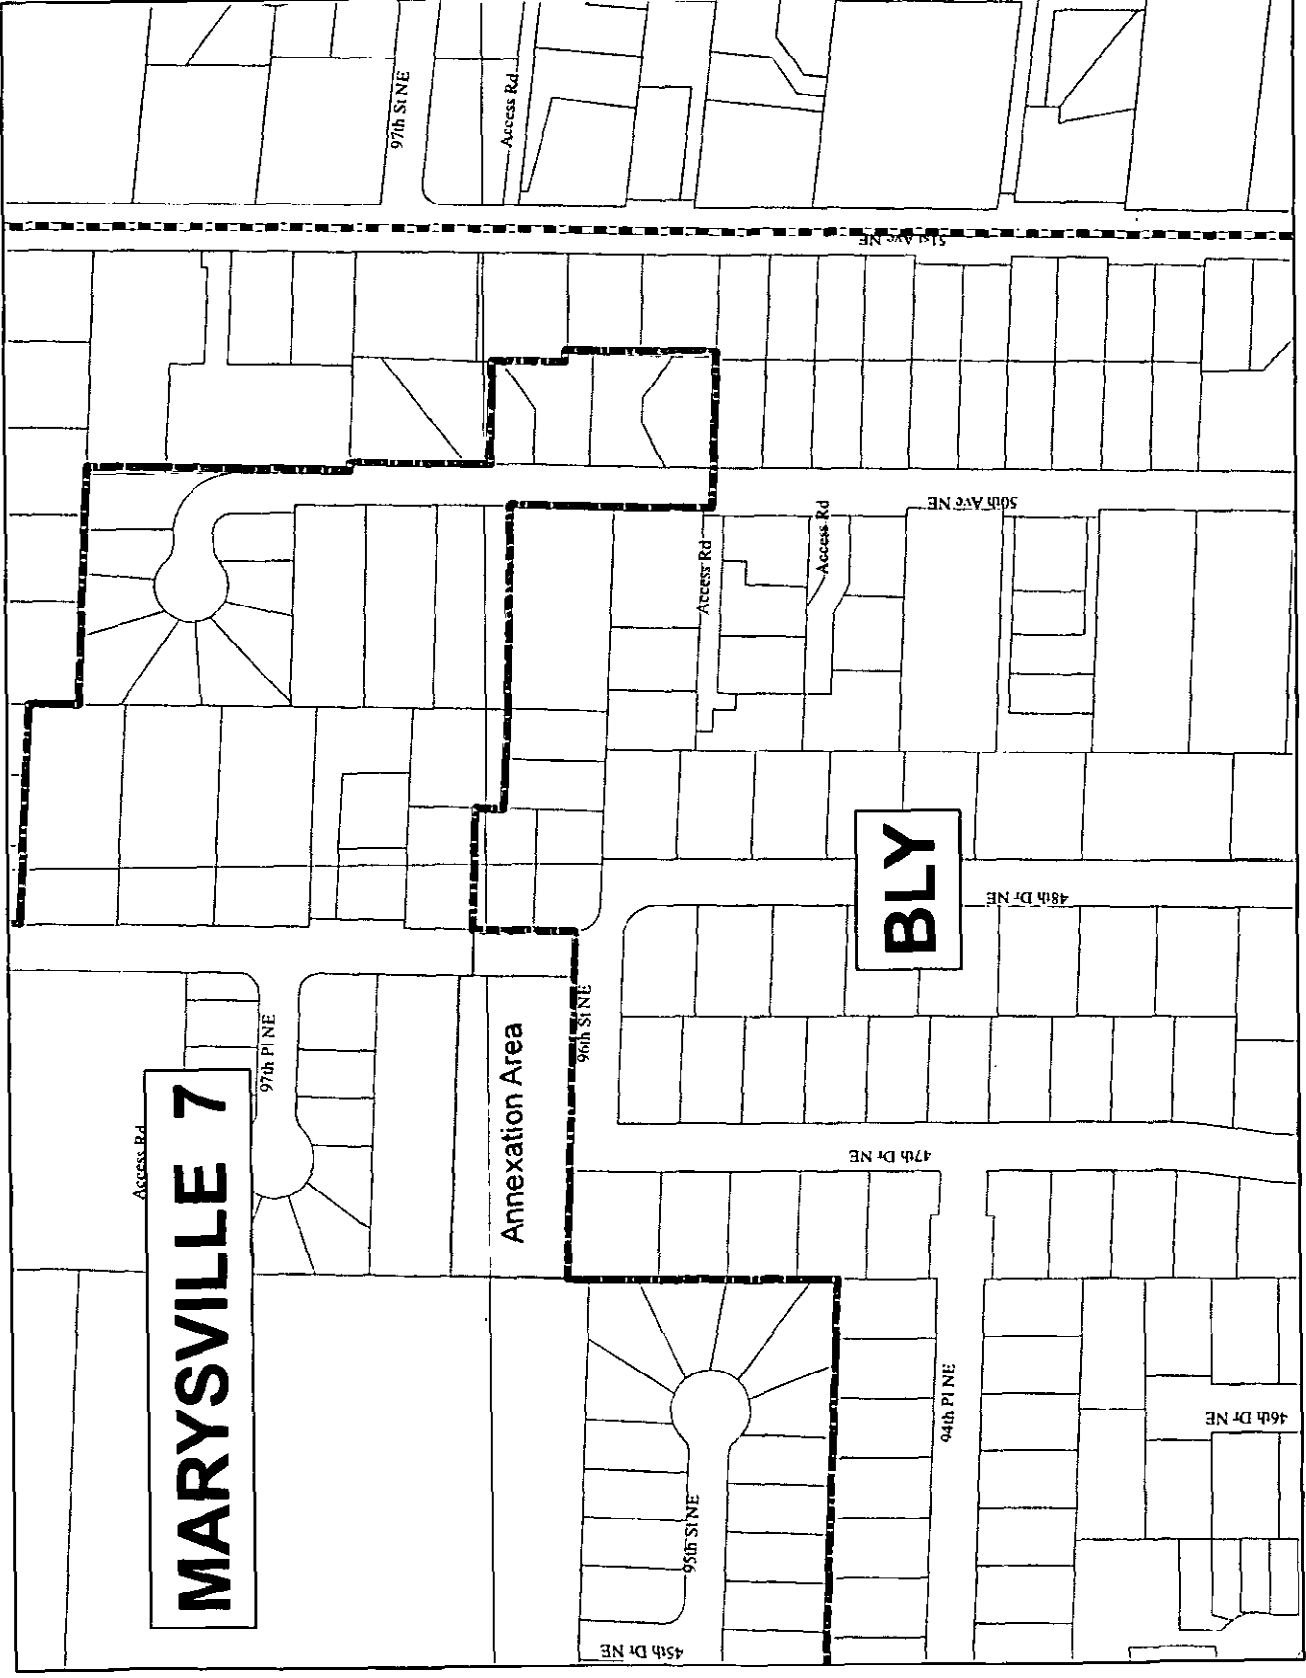 97th St NE
Access Rd
51st Ave NE
50th Ave NE
Access Rd
Access Rd
BLY
48th Dr NE
96th St NE
97th Pl NE
Annexation Area
Access Rd
MARYSVILLE 7
47th Dr NE
94th Pl NE
46th Dr NE
95th St NE
45th Dr NE